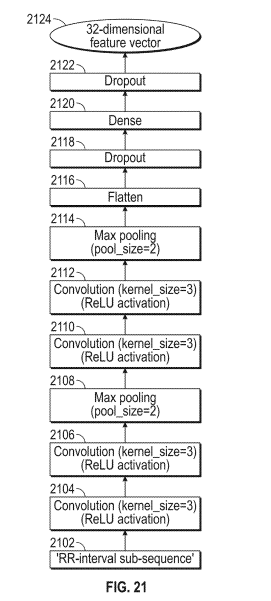 2124
32-dimensional
feature vector
2122
Dropout
2120
Dense
2118
Dropout
2116
Flatten
2114
Max pooling
(pool_size=2)
2112
Convolution (kernel_size=3)
(ReLU activation)
2110
Convolution (kernel_size=3)
(ReLU activation)
2108
Max pooling
(pool_size=2)
2106
Convolution (kernel_size=3)
(ReLU activation)
2104
Convolution (kernel_size=3)
(ReLU activation)
2102
'RR-interval sub-sequence'
FIG. 21